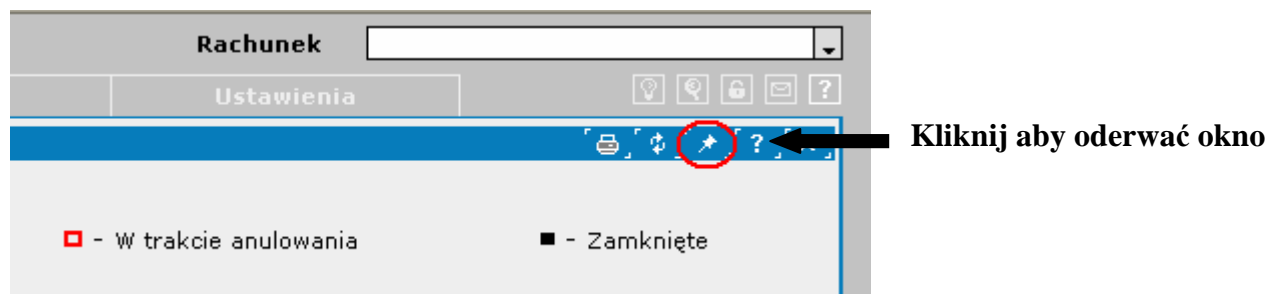 Rachunek
Ustawienia
?
?
Kliknij aby oderwać okno
- W trakcie anulowania
- Zamknięte